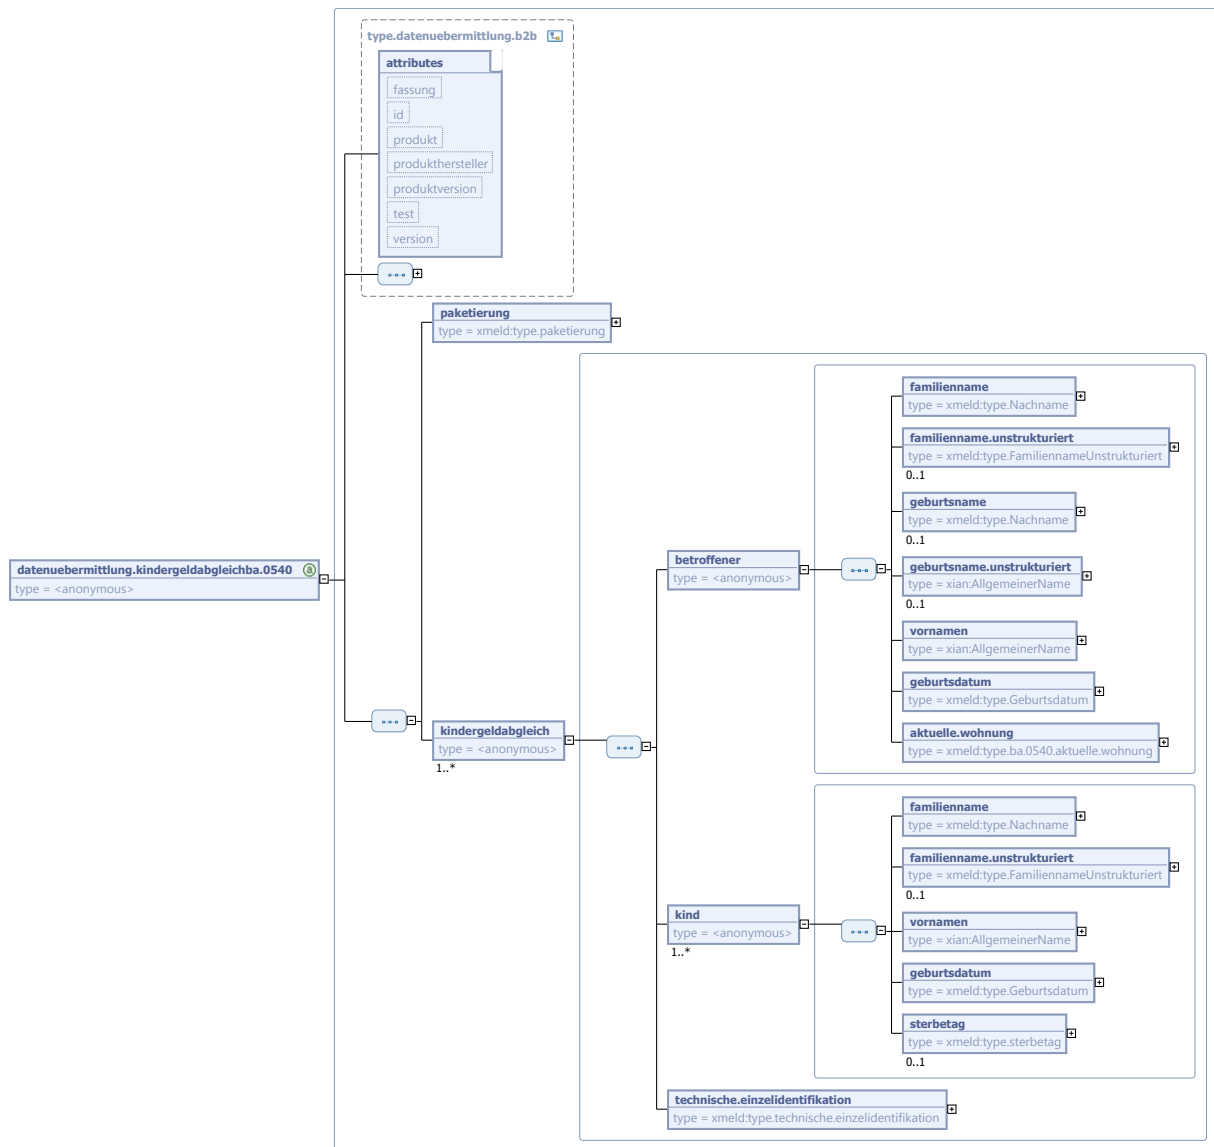 type.datenuebermittlung.b2b
attributes
fassung
id
produkt
produkthersteller
produktversion
test
version
paketierung
type = xmeld:type.paketierung
datenuebermittlung.kindergeldabgleichba.0540 a
type = <anonymous>
kindergeldabgleich
type = <anonymous>
1..*
betroffener
type = <anonymous>
familienname
type = xmeld:type.Nachname
familienname.unstrukturiert
type = xmeld:type.FamiliennameUnstrukturiert
0..1
geburtsname
type = xmeld:type.Nachname
0..1
geburtsname.unstrukturiert
type = xian:AllgemeinerName
0..1
vornamen
type = xian:AllgemeinerName
geburtsdatum
type = xmeld:type.Geburtsdatum
aktuelle.wohnung
type = xmeld:type.ba.0540.aktuelle.wohnung
kind
type = <anonymous>
1..*
familienname
type = xmeld:type.Nachname
familienname.unstrukturiert
type = xmeld:type.FamiliennameUnstrukturiert
0..1
vornamen
type = xian:AllgemeinerName
geburtsdatum
type = xmeld:type.Geburtsdatum
sterbetag
type = xmeld:type.sterbetag
0..1
technische.einzelidentifikation
type = xmeld:type.technische.einzelidentifikation